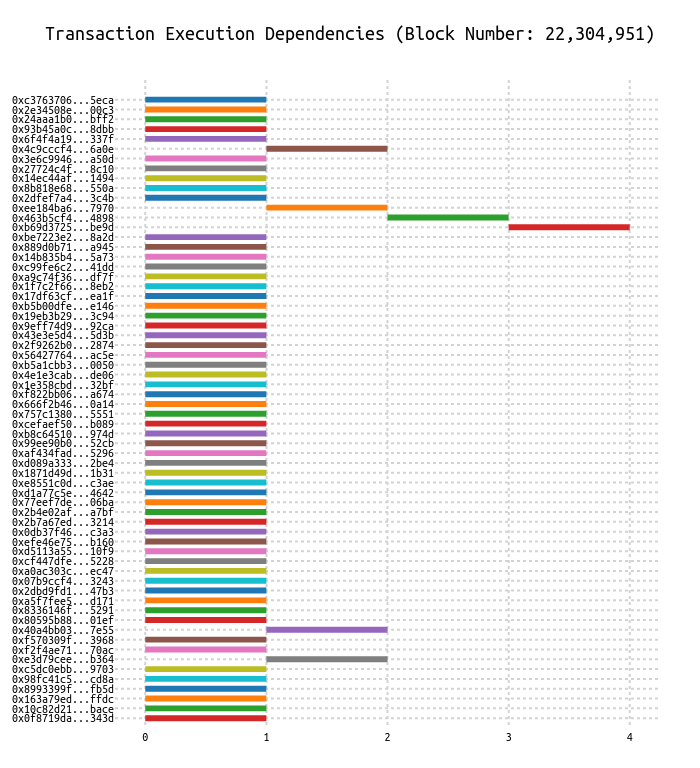 Transaction Execution Dependencies (Block Number: 22,304,951)
0xc3763706...5eca
0x2e34508e...00c3
0x24aaa1b0...bff2
0x93b45a0c...8dbb
0x6f4f4a19...337f
0x4c9cccf4...6a0e
0x3e6c9946...a50d
0x27724c4f...8c10
0x14ec44af...1494
0x8b818e68...550a
0x2dfef7a4...3c4b
0xee184ba6...7970
0x463b5cf4...4898
0xb69d3725...be9d
0xbe7223e2...8a2d
0x889d0b71...a945
0x14b835b4...5a73
0xc99fe6c2...41dd
0xa9c74f36...df7f
0x1f7c2f66...8eb2
0x17df63cf...ea1f
0xb5b00dfe...e146
0x19eb3b29...3c94
0x9eff74d9...92ca
0x43e3e5d4...5d3b
0x2f9262b0...2874
0x56427764...ac5e
0xb5a1cbb3...0050
0x4e1e3cab...de06
0x1e358cbd...32bf
0xf822bb06...a674
0x666f2b46...0a14
0x757c1380...5551
0xcefaef50...b089
0xb8c64510...974d
0x99ee90b0...52cb
0xaf434fad...5296
0xd089a333...2be4
0x1871d49d...1b31
0xe8551c0d...c3ae
0xd1a77c5e...4642
0x77eef7de...06ba
0x2b4e02af...a7bf
0x2b7a67ed...3214
0x0db37f46...c3a3
0xefe46e75...b160
0xd5113a55...10f9
0xcf447dfe...5228
0xa0ac303c...ec47
0x07b9ccf4...3243
0x2dbd9fd1...47b3
0xa5f7fee5...d171
0x8336146f...5291
0x80595b88...01ef
0x40a4bb03...7e55
0xf570309f...3968
0xf2f4ae71...70ac
0xe3d79cee...b364
0xc5dc0ebb...9703
0x98fc41c5...cd8a
0x8993399f...fb5d
0x163a79ed...ffdc
0x10c82d21...bace
0x0f8719da...343d
0 1 2 3 4